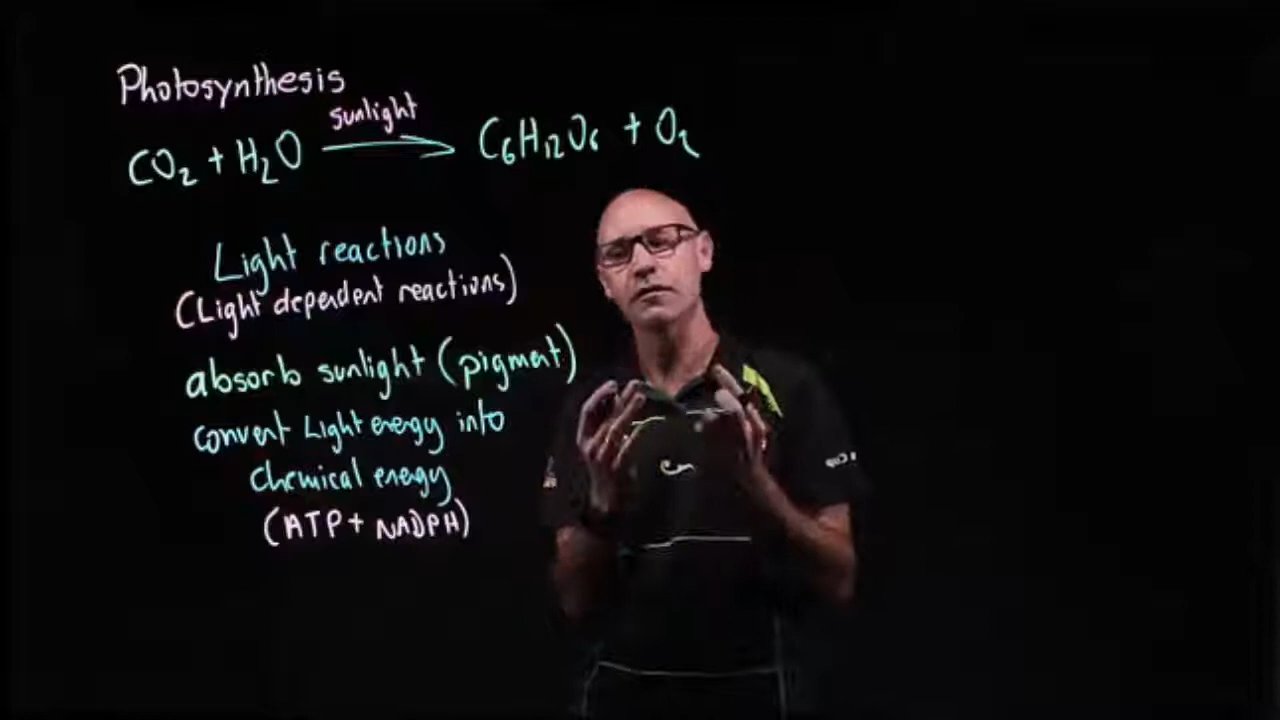 Photosynthesis
CO₂ + H₂O sunlight → C₆H₁₂O₆ + O₂
Light reactions
(Light dependent reactions)
absorb sunlight (pigment)
convert Light energy into
chemical energy
(ATP + NADPH)